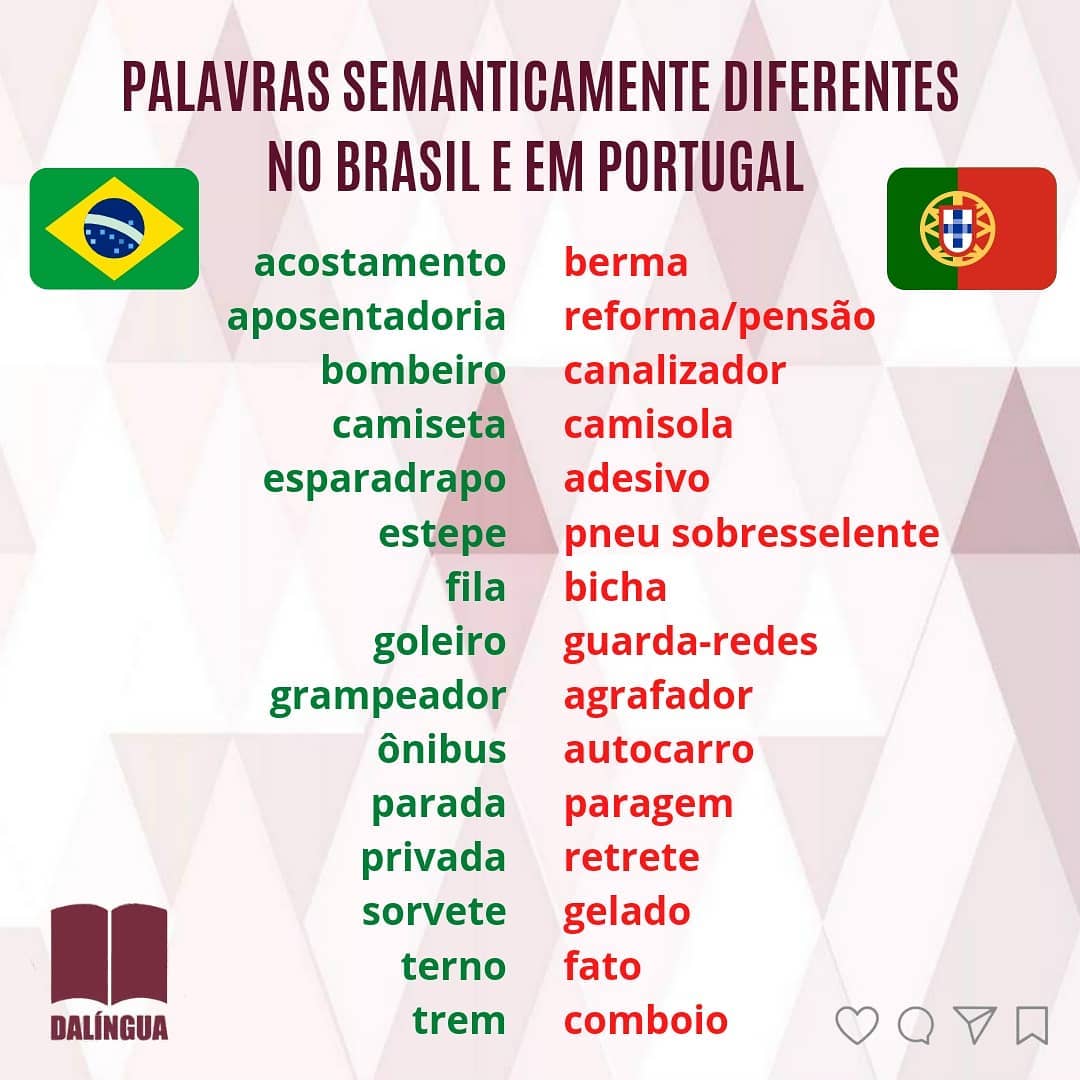 PALAVRAS SEMANTICAMENTE DIFERENTES
NO BRASIL E EM PORTUGAL
acostamento berma
aposentadoria reforma/pensão
bombeiro canalizador
camiseta camisola
esparadrapo adesivo
estepe pneu sobresselente
fila bicha
goleiro guarda-redes
grampeador agrafador
ônibus autocarro
parada paragem
privada retrete
sorvete gelado
terno fato
trem comboio
DALÍNGUA